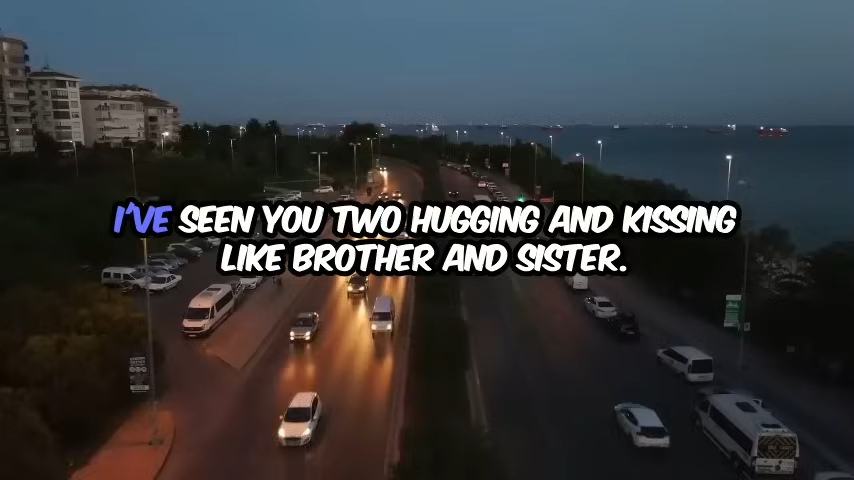 I'VE SEEN YOU TWO HUGGING AND KISSING
LIKE BROTHER AND SISTER.